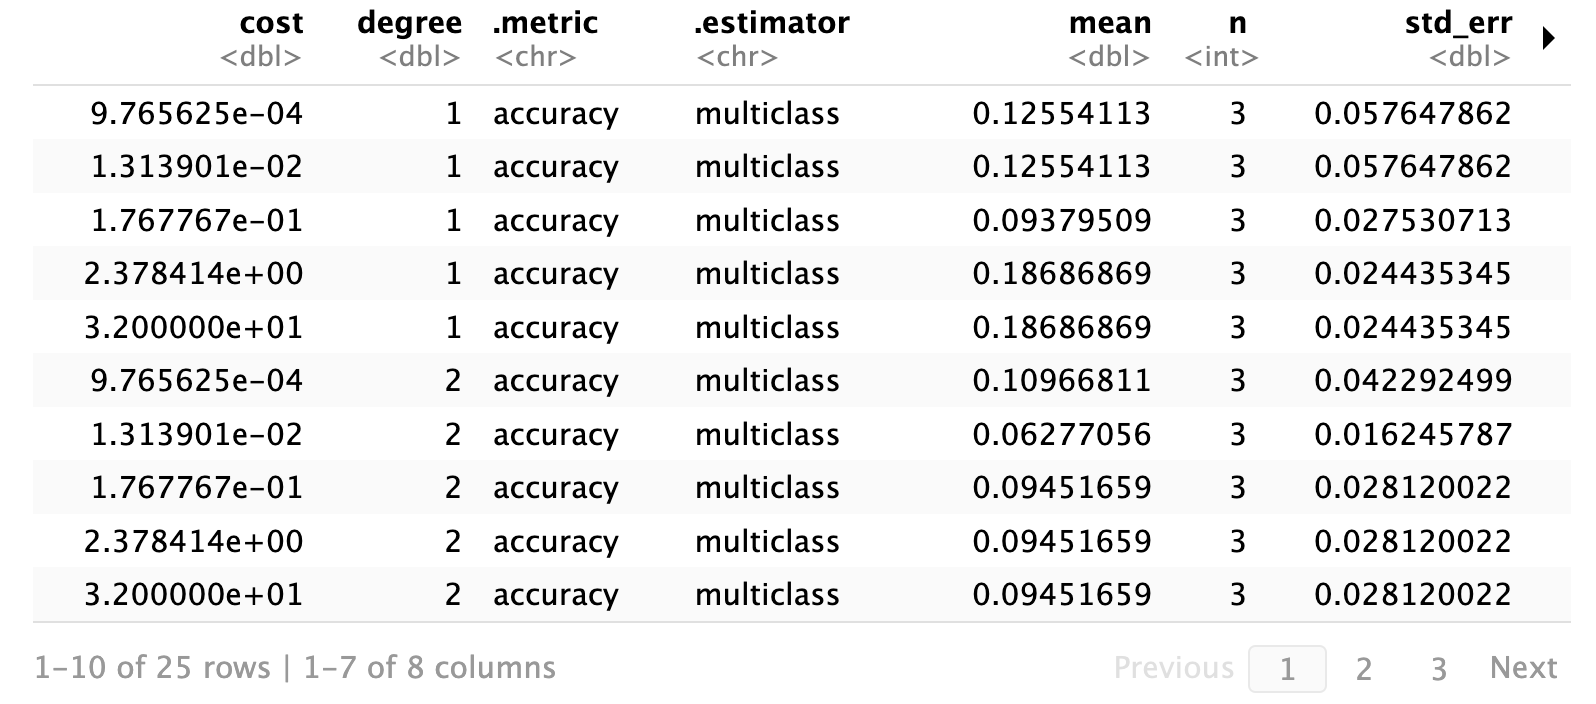 cost degree .metric .estimator mean n std_err
<dbl> <dbl> <chr> <chr> <dbl> <int> <dbl>
9.765625e-04 1 accuracy multiclass 0.12554113 3 0.057647862
1.313901e-02 1 accuracy multiclass 0.12554113 3 0.057647862
1.767767e-01 1 accuracy multiclass 0.09379509 3 0.027530713
2.378414e+00 1 accuracy multiclass 0.18686869 3 0.024435345
3.200000e+01 1 accuracy multiclass 0.18686869 3 0.024435345
9.765625e-04 2 accuracy multiclass 0.10966811 3 0.042292499
1.313901e-02 2 accuracy multiclass 0.06277056 3 0.016245787
1.767767e-01 2 accuracy multiclass 0.09451659 3 0.028120022
2.378414e+00 2 accuracy multiclass 0.09451659 3 0.028120022
3.200000e+01 2 accuracy multiclass 0.09451659 3 0.028120022
1-10 of 25 rows | 1-7 of 8 columns Previous 1 2 3 Next